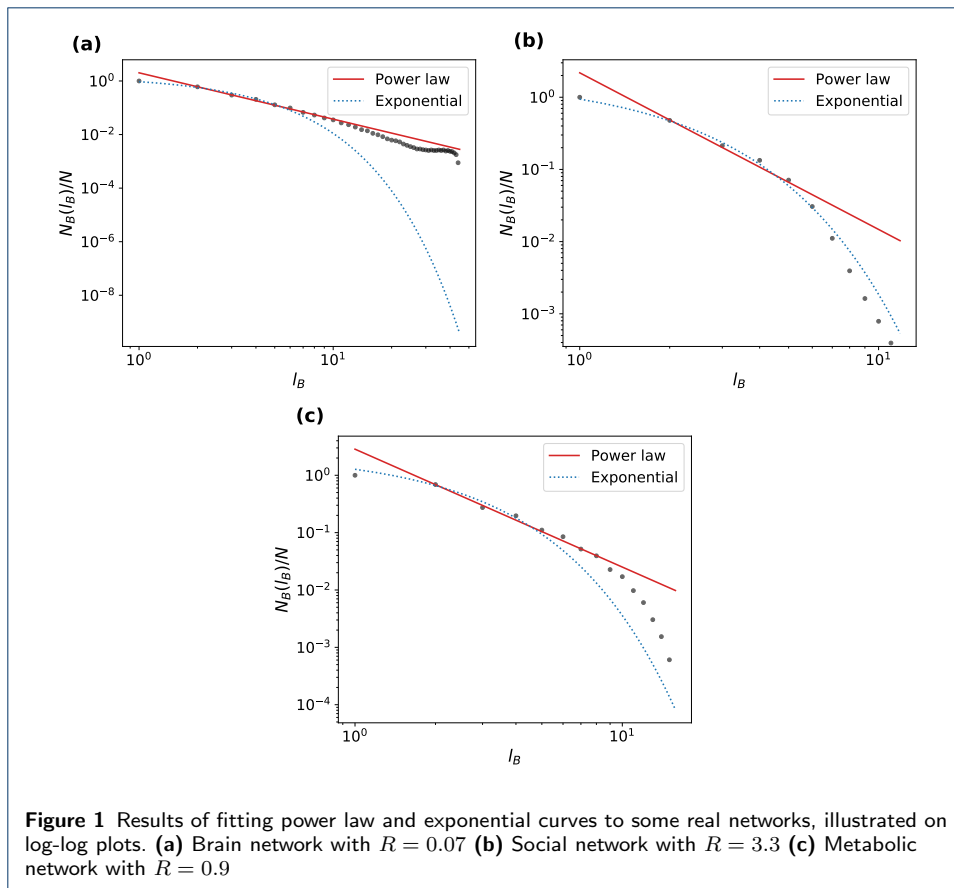 (a)
Power law
Exponential
10^0
10^-2
10^-4
10^-6
10^-8
N_B(l_B)/N
10^0
10^1
l_B
(b)
Power law
Exponential
10^0
10^-1
10^-2
10^-3
N_B(l_B)/N
10^0
10^1
l_B
(c)
Power law
Exponential
10^0
10^-1
10^-2
10^-3
10^-4
N_B(l_B)/N
10^0
10^1
l_B
Figure 1 Results of fitting power law and exponential curves to some real networks, illustrated on
log-log plots. (a) Brain network with R = 0.07 (b) Social network with R = 3.3 (c) Metabolic
network with R = 0.9